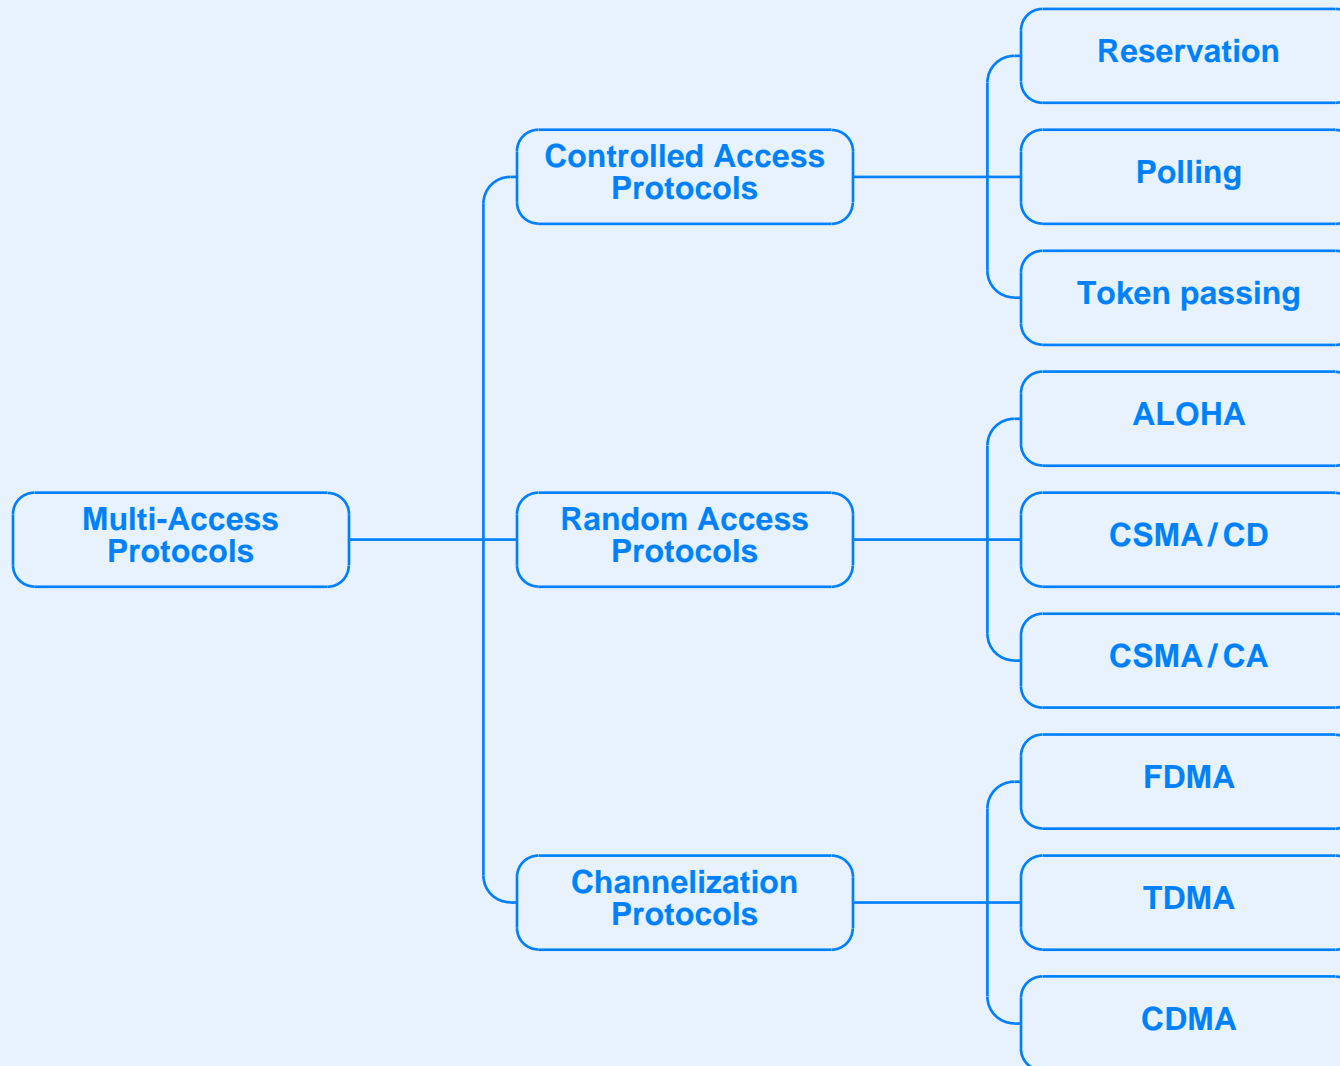 Reservation
Controlled Access
Protocols
Polling
Token passing
ALOHA
Multi-Access
Protocols
Random Access
Protocols
CSMA/CD
CSMA/CA
FDMA
Channelization
Protocols
TDMA
CDMA